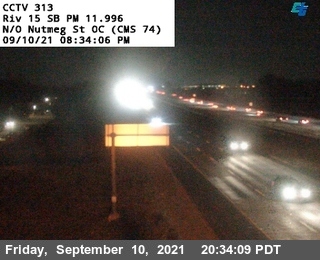 CCTV 313
Riv 15 SB PM 11.996
N/O Nutmeg St OC (CMS 74)
09/10/21 08:34:06 PM
Friday, September 10, 2021 20:34:09 PDT